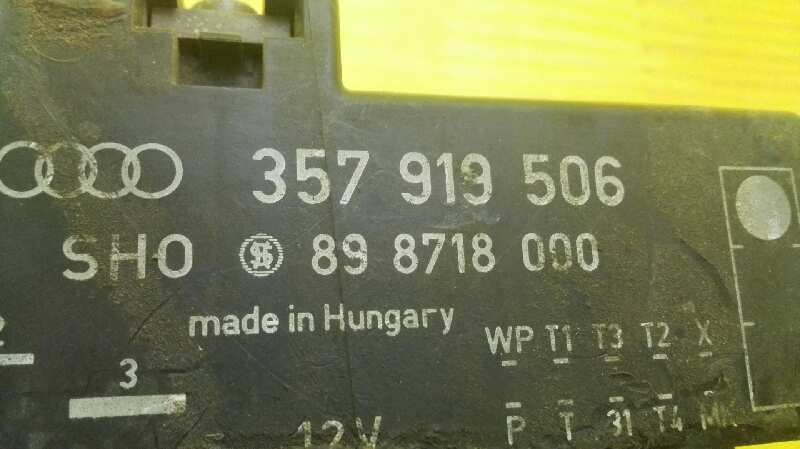 357 919 506
SHO 89 8718 000
made in Hungary
WP T1 T3 T2 X
3
P T 31 T4
12V